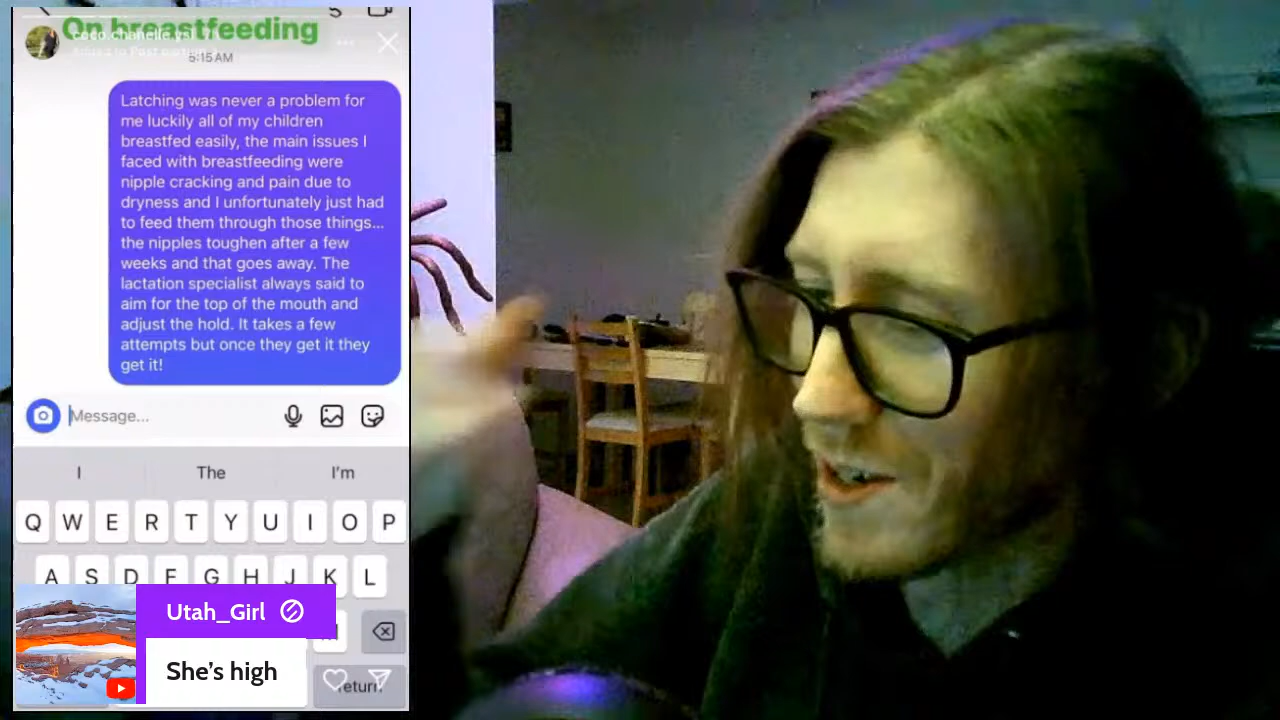 On breastfeeding
coco.chanelle.ysl
5:15 AM
Latching was never a problem for
me luckily all of my children
breastfed easily, the main issues I
faced with breastfeeding were
nipple cracking and pain due to
dryness and I unfortunately just had
to feed them through those things...
the nipples toughen after a few
weeks and that goes away. The
lactation specialist always said to
aim for the top of the mouth and
adjust the hold. It takes a few
attempts but once they get it they
get it!
Message...
I The I'm
Q W E R T Y U I O P
A S D F G H J K L
Utah_Girl
She's high
return